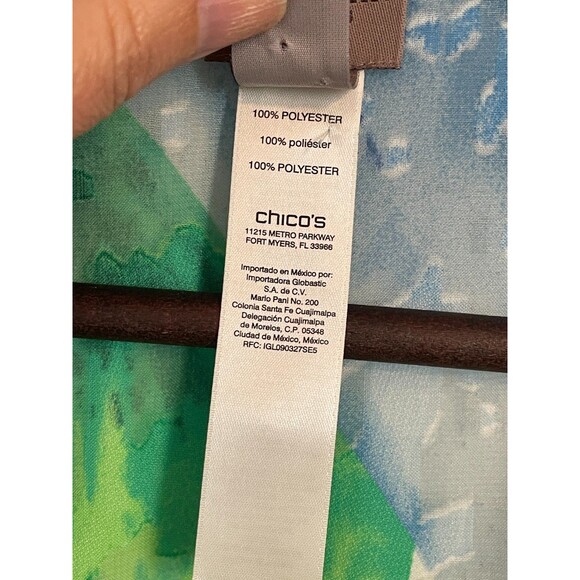 100% POLYESTER
100% poliéster
100% POLYESTER
chico's
11215 METRO PARKWAY
FORT MYERS, FL 33966
Importado en México por:
Importadora Globastic
S.A. de C.V.
Mario Pani No. 200
Colonia Santa Fe Cuajimalpa
Delegación Cuajimalpa
de Morelos, C.P. 05348
Ciudad de México, México
RFC: IGL090327SE5